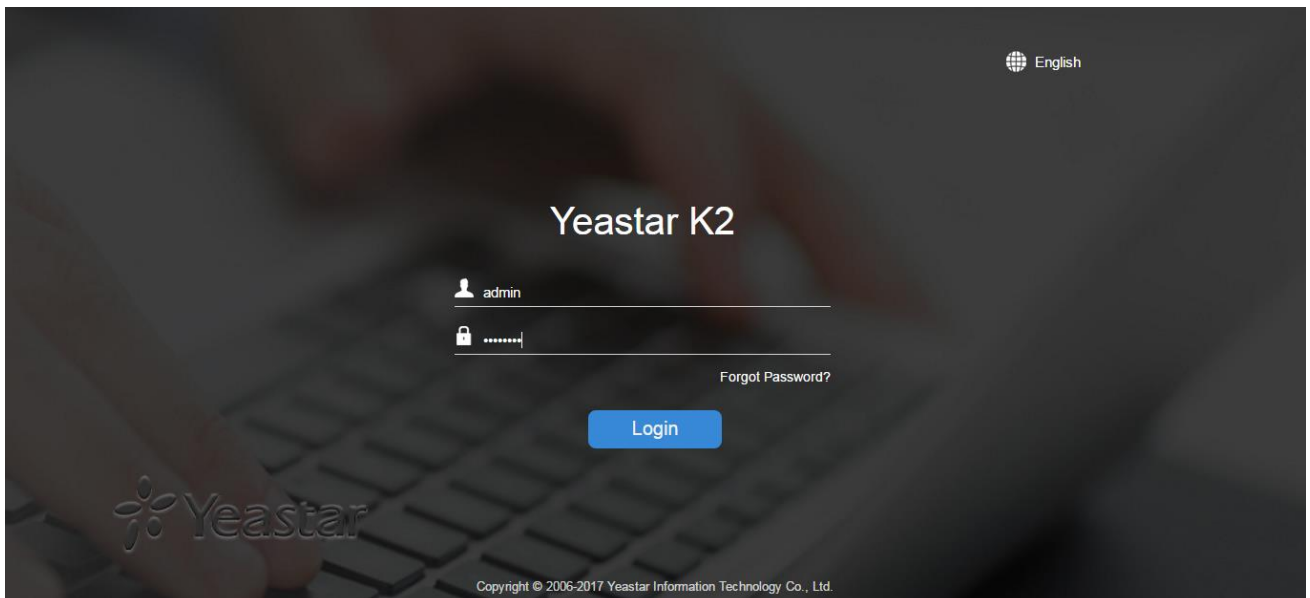 English
Yeastar K2
admin
••••••••
Forgot Password?
Login
Yeastar
Copyright © 2006-2017 Yeastar Information Technology Co., Ltd.